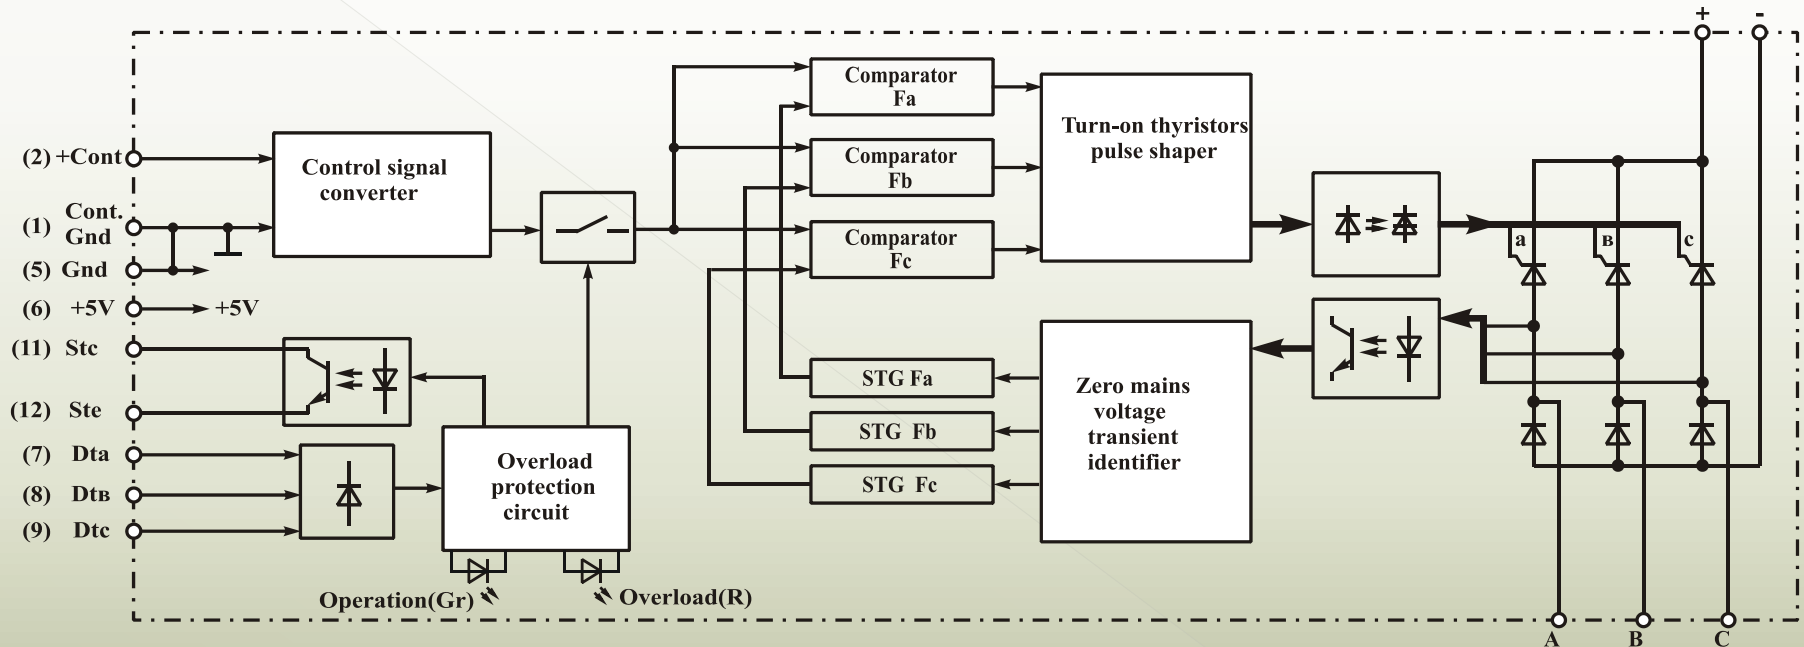 + -
(2) +Cont
(1) Cont.
Gnd
(5) Gnd
(6) +5V
+5V
(11) Stc
(12) Ste
(7) Dta
(8) Dtв
(9) Dtc
Control signal
converter
Overload
protection
circuit
Operation(Gr)
Overload(R)
Comparator
Fa
Comparator
Fb
Comparator
Fc
STG Fa
STG Fb
STG Fc
Turn-on thyristors
pulse shaper
Zero mains
voltage
transient
identifier
a в c
A B C